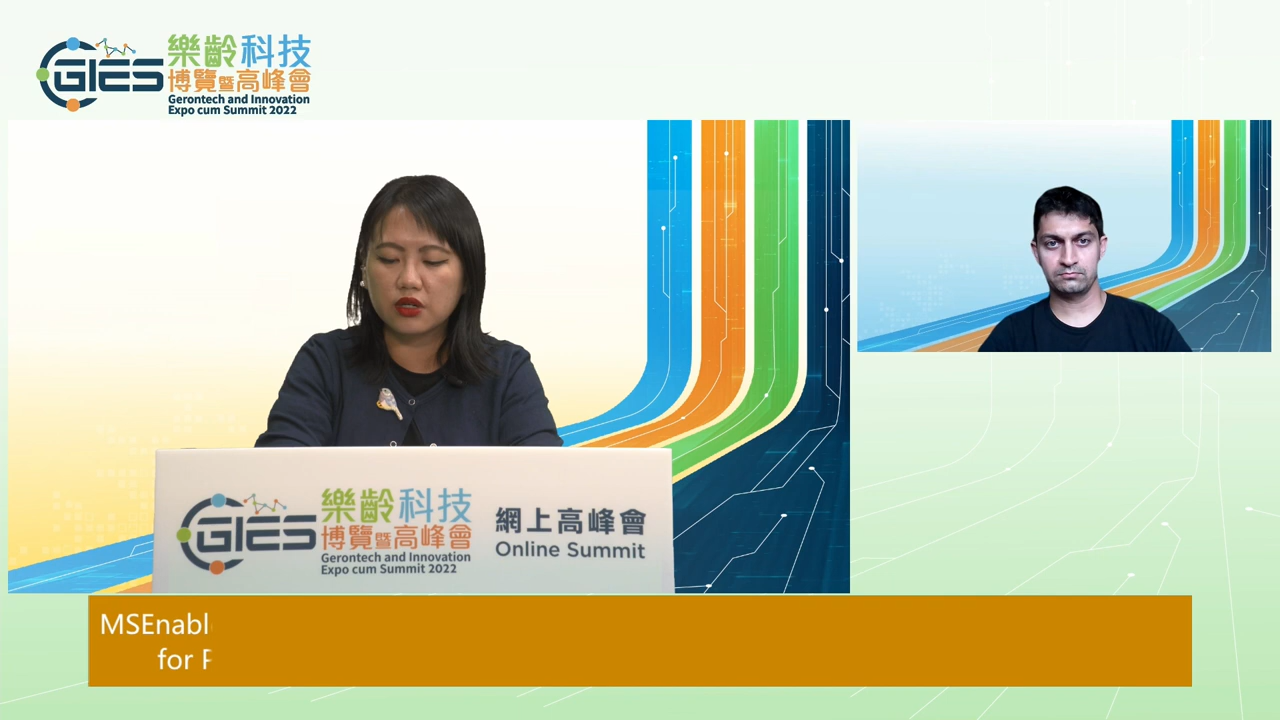 GIES
樂齡科技
博覽暨高峰會
Gerontech and Innovation
Expo cum Summit 2022
GIES
樂齡科技
博覽暨高峰會
Gerontech and Innovation
Expo cum Summit 2022
網上高峰會
Online Summit
MSEnabl
for